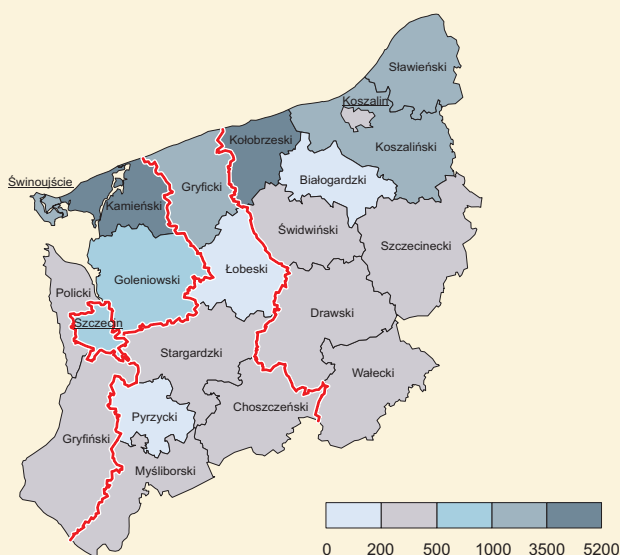 Sławieński
Koszalin
Kołobrzeski
Koszaliński
Świnoujście
Białogardzki
Gryficki
Kamieński
Świdwiński
Szczecinecki
Łobeski
Goleniowski
Policki
Drawski
Szczecin
Stargardzki
Wałecki
Choszczeński
Pyrzycki
Gryfiński
Myśliborski
0 200 500 1000 3500 5200